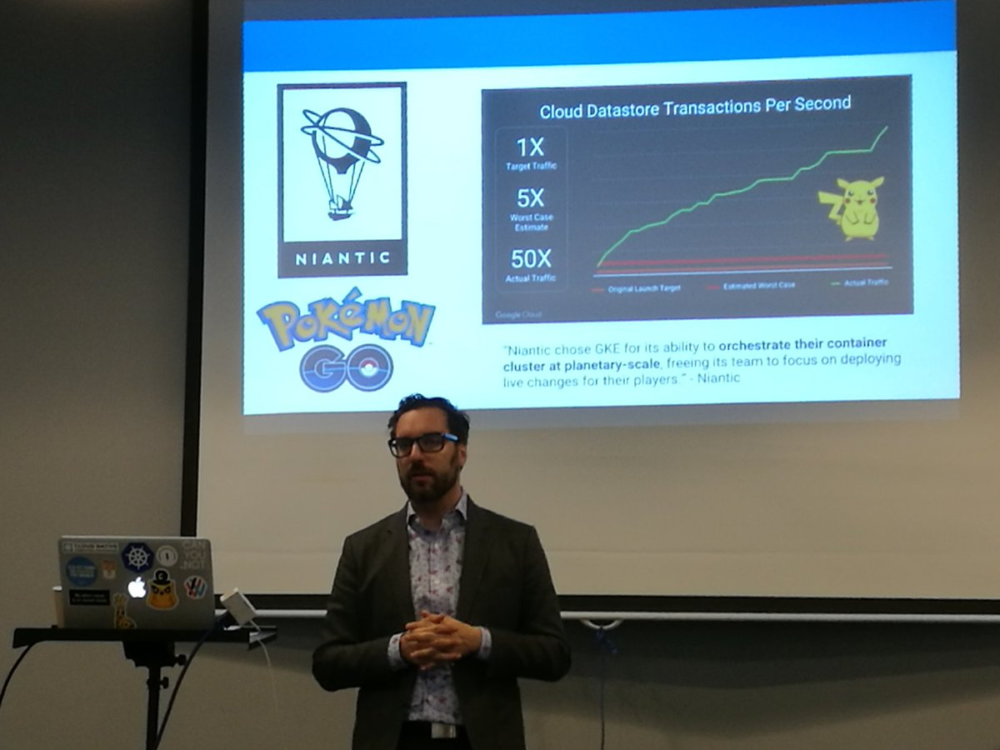 NIANTIC
POKÉMON
GO
Cloud Datastore Transactions Per Second
1X
Target Traffic
5X
Worst Case
Estimate
50X
Actual Traffic
Original Launch Target
Estimated Worst Case
Actual Traffic
Google Cloud
"Niantic chose GKE for its ability to orchestrate their container
cluster at planetary-scale, freeing its team to focus on deploying
live changes for their players." - Niantic
CLOUD NATIVE
CAN
YOU
NOT